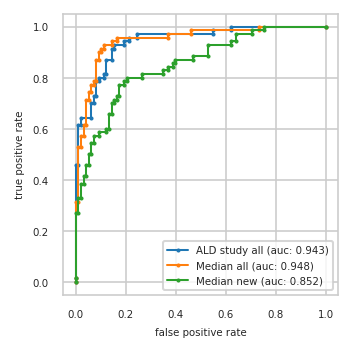 1.0
0.8
0.6
0.4
0.2
0.0
true positive rate
ALD study all (auc: 0.943)
Median all (auc: 0.948)
Median new (auc: 0.852)
0.0 0.2 0.4 0.6 0.8 1.0
false positive rate